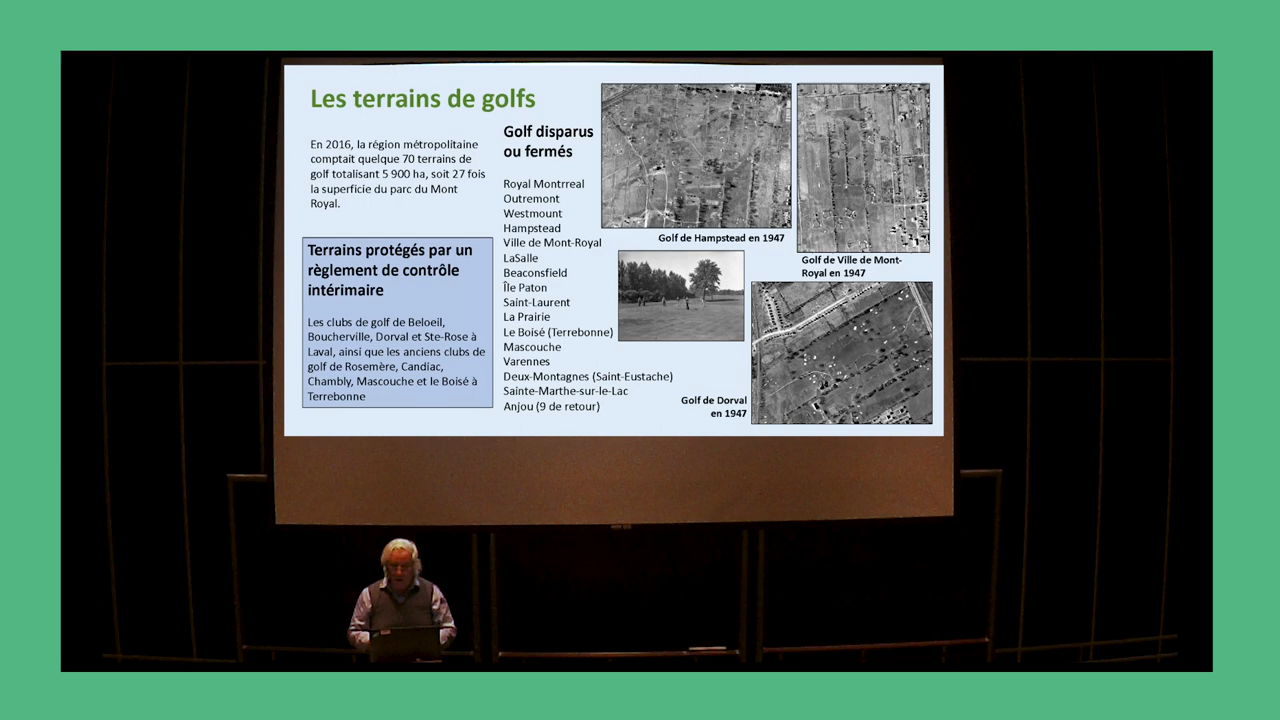 Les terrains de golfs
En 2016, la région métropolitaine
comptait quelque 70 terrains de
golf totalisant 5 900 ha, soit 27 fois
la superficie du parc du Mont
Royal.
Terrains protégés par un
règlement de contrôle
intérimaire
Les clubs de golf de Beloeil,
Boucherville, Dorval et Ste-Rose à
Laval, ainsi que les anciens clubs de
golf de Rosemère, Candiac,
Chambly, Mascouche et le Boisé à
Terrebonne
Golf disparus
ou fermés
Royal Montrreal
Outremont
Westmount
Hampstead
Ville de Mont-Royal
LaSalle
Beaconsfield
Île Paton
Saint-Laurent
La Prairie
Le Boisé (Terrebonne)
Mascouche
Varennes
Deux-Montagnes (Saint-Eustache)
Sainte-Marthe-sur-le-Lac
Anjou (9 de retour)
Golf de Hampstead en 1947
Golf de Ville de Mont-
Royal en 1947
Golf de Dorval
en 1947